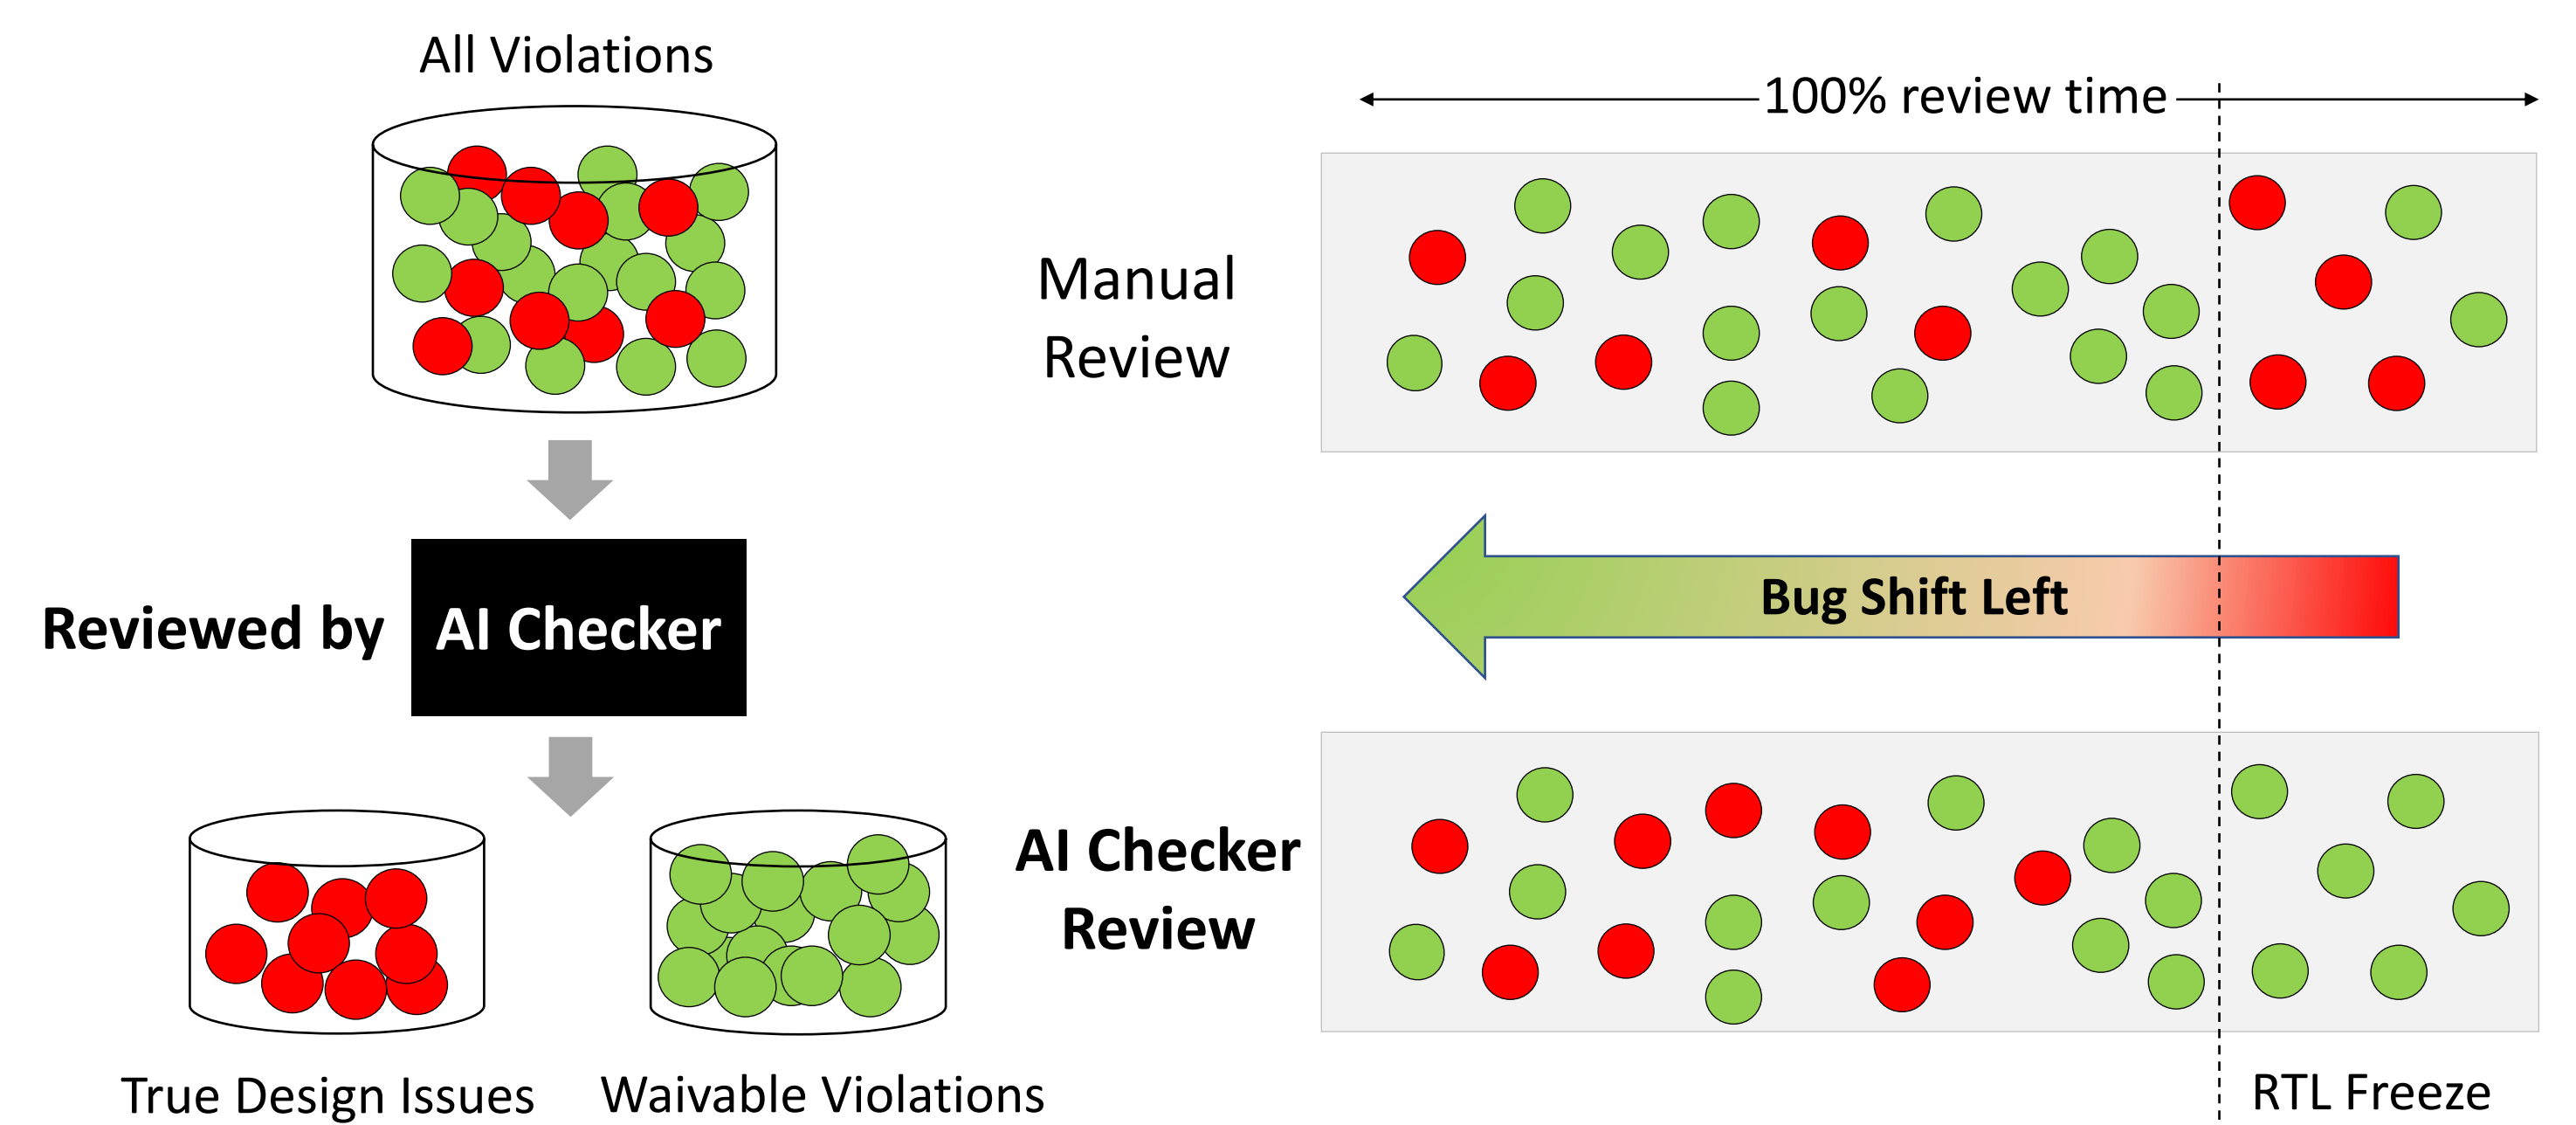 All Violations
Reviewed by
AI Checker
True Design Issues
Waivable Violations
100% review time
Manual
Review
Bug Shift Left
AI Checker
Review
RTL Freeze